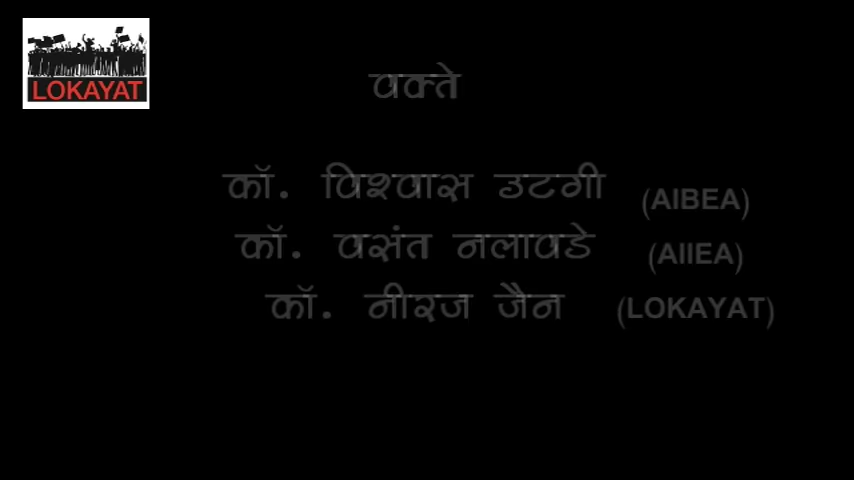 LOKAYAT
वक्ते
कॉ. विश्वास उटगी (AIBEA)
कॉ. वसंत नलावडे (AIIEA)
कॉ. नीरज जैन (LOKAYAT)